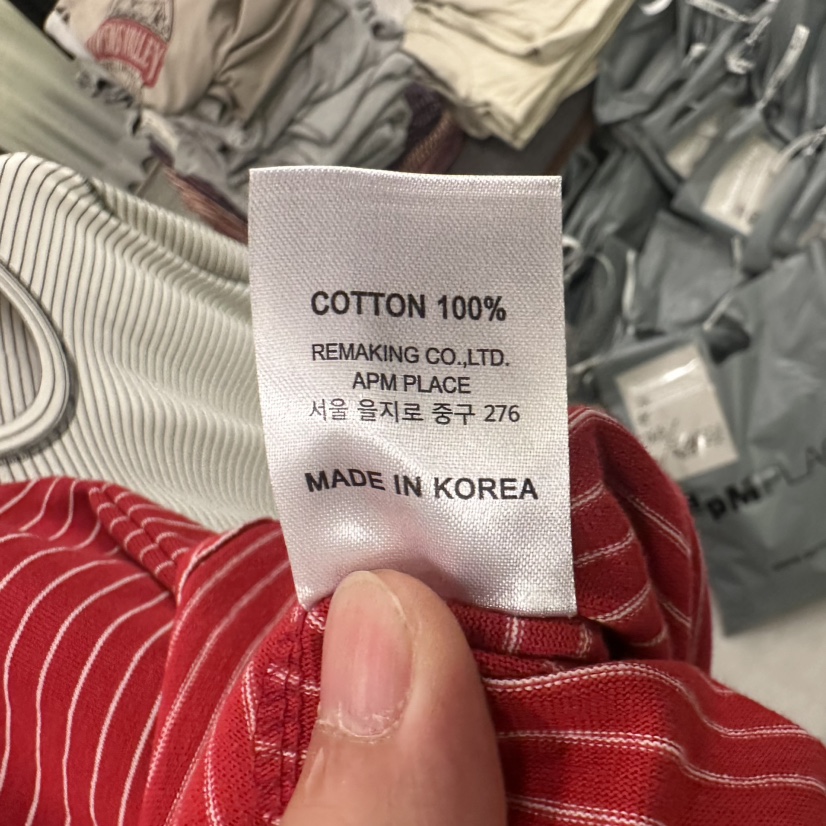 COTTON 100%
REMAKING CO.,LTD.
APM PLACE
서울 을지로 중구 276
MADE IN KOREA